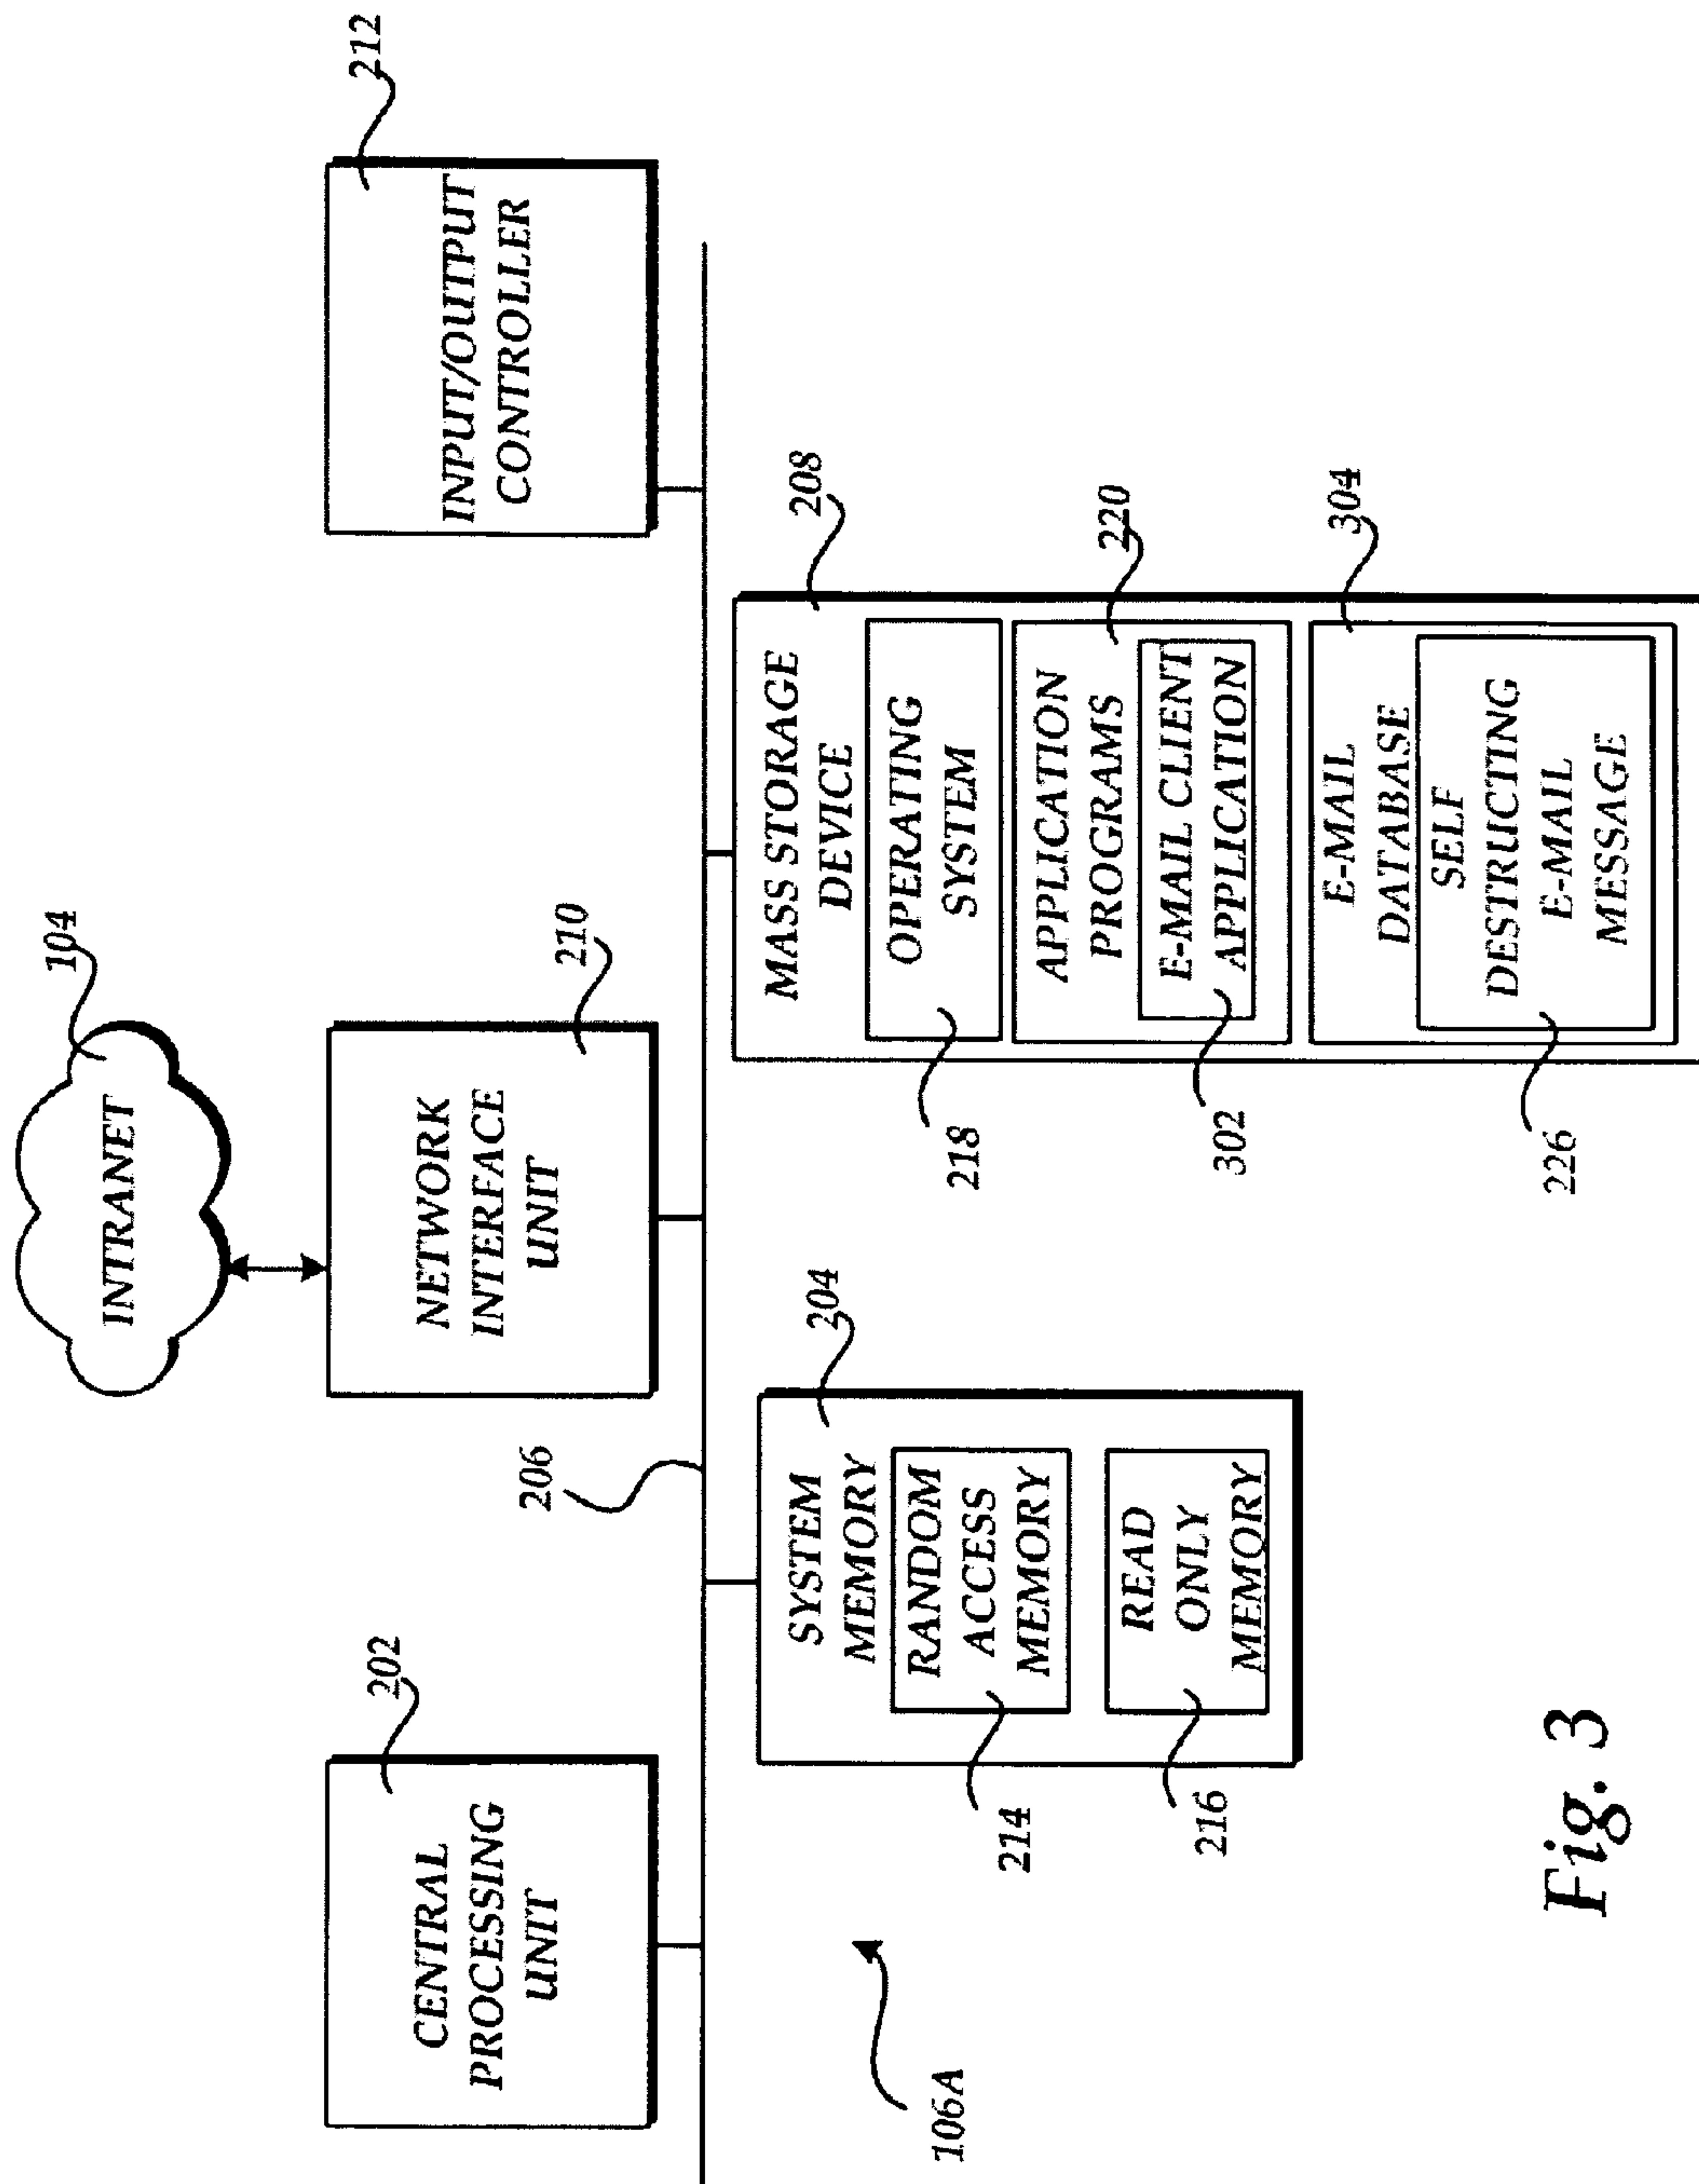 104
INTRANET
212
INPUT/OUTPUT
CONTROLLER
210
NETWORK
INTERFACE
UNIT
202
CENTRAL
PROCESSING
UNIT
206
204
SYSTEM
MEMORY
RANDOM
ACCESS
MEMORY
214
READ
ONLY
MEMORY
216
208
MASS STORAGE
DEVICE
OPERATING
SYSTEM
218
220
APPLICATION
PROGRAMS
E-MAIL CLIENT
APPLICATION
302
304
E-MAIL
DATABASE
SELF
DESTRUCTING
E-MAIL
MESSAGE
226
106A
Fig. 3